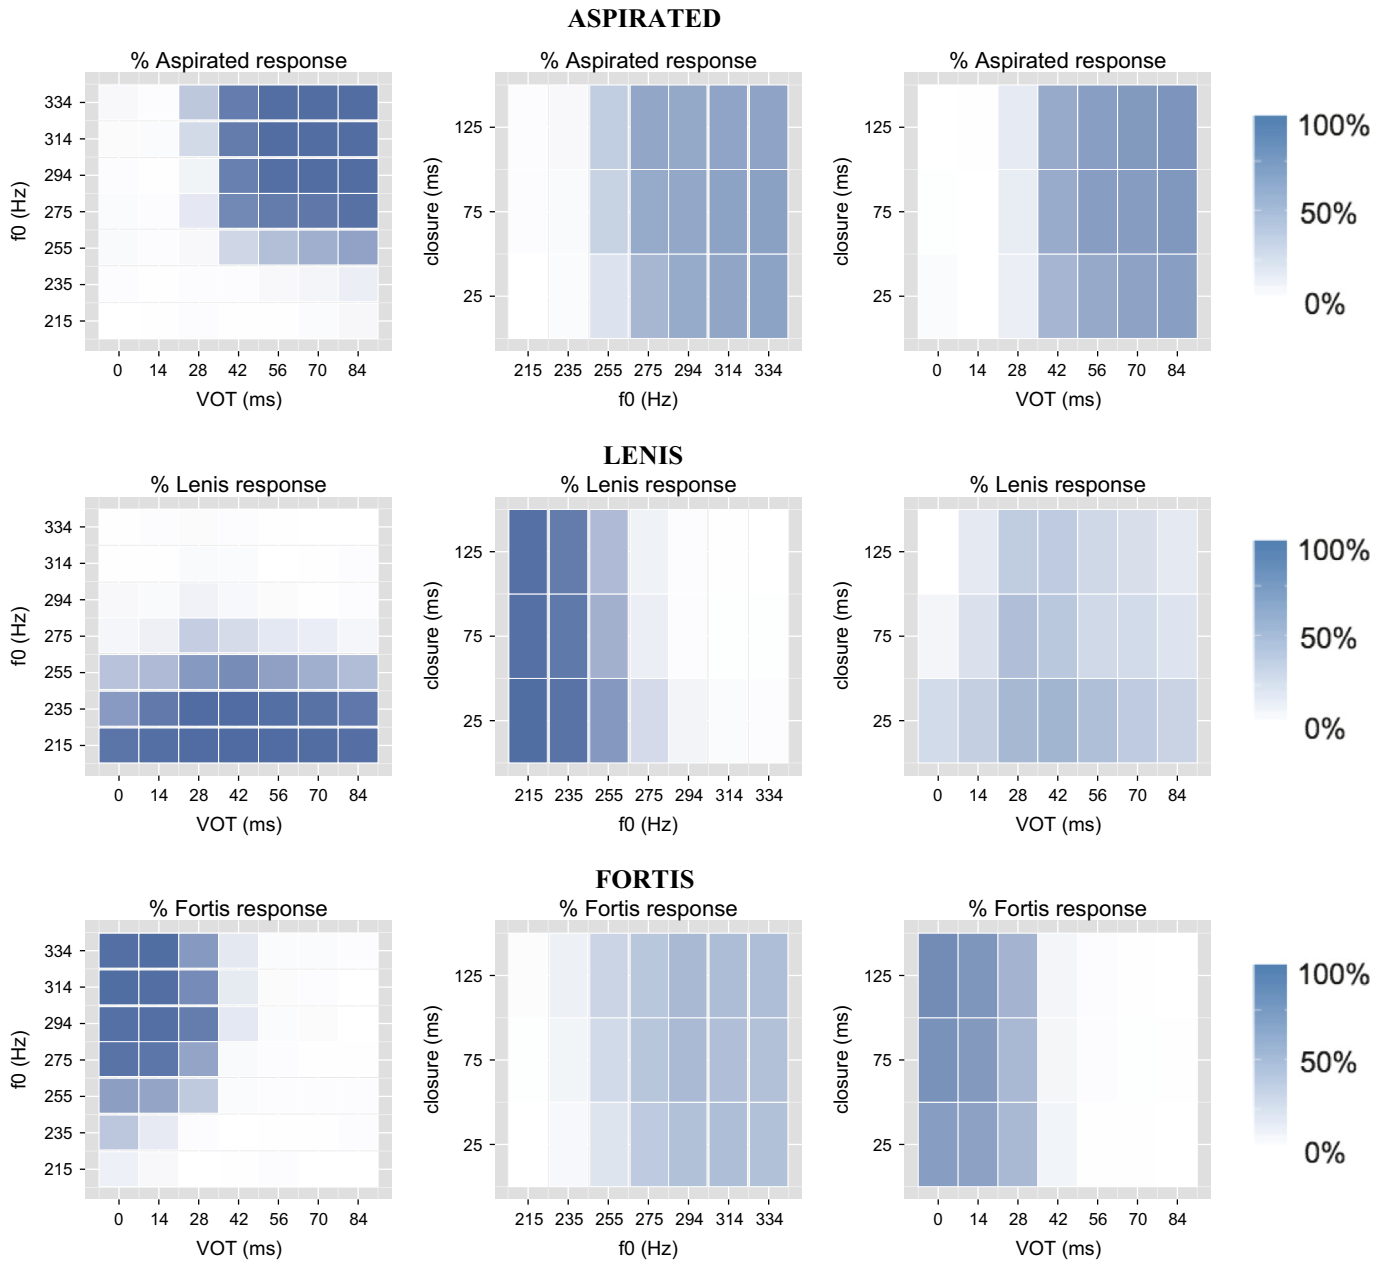 ASPIRATED
% Aspirated response
% Aspirated response
% Aspirated response
334
314
294
275
255
235
215
f0 (Hz)
0 14 28 42 56 70 84
VOT (ms)
125
75
25
closure (ms)
215 235 255 275 294 314 334
f0 (Hz)
125
75
25
closure (ms)
0 14 28 42 56 70 84
VOT (ms)
100%
50%
0%
LENIS
% Lenis response
% Lenis response
% Lenis response
334
314
294
275
255
235
215
f0 (Hz)
0 14 28 42 56 70 84
VOT (ms)
125
75
25
closure (ms)
215 235 255 275 294 314 334
f0 (Hz)
125
75
25
closure (ms)
0 14 28 42 56 70 84
VOT (ms)
100%
50%
0%
FORTIS
% Fortis response
% Fortis response
% Fortis response
334
314
294
275
255
235
215
f0 (Hz)
0 14 28 42 56 70 84
VOT (ms)
125
75
25
closure (ms)
215 235 255 275 294 314 334
f0 (Hz)
125
75
25
closure (ms)
0 14 28 42 56 70 84
VOT (ms)
100%
50%
0%